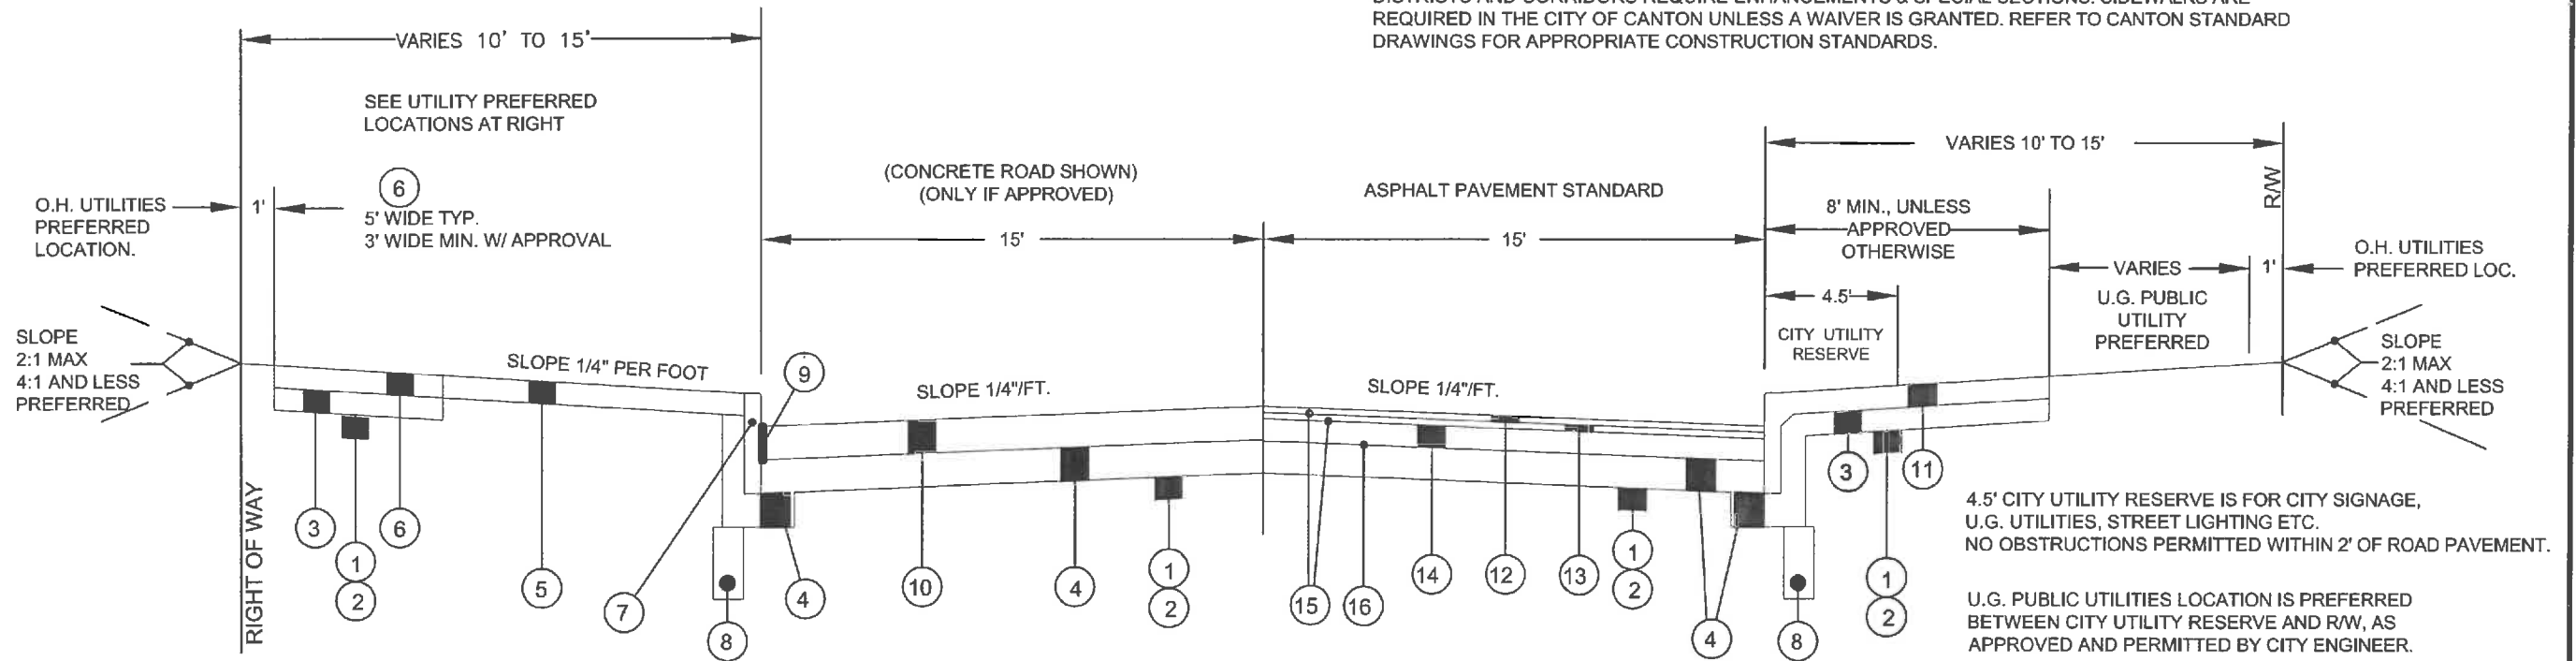 DISTRICTS AND CORRIDORS REQUIRE ENHANCEMENTS & SPECIAL SECTIONS. SIDEWALKS ARE
REQUIRED IN THE CITY OF CANTON UNLESS A WAIVER IS GRANTED. REFER TO CANTON STANDARD
DRAWINGS FOR APPROPRIATE CONSTRUCTION STANDARDS.
VARIES 10' TO 15'
SEE UTILITY PREFERRED
LOCATIONS AT RIGHT
6
5' WIDE TYP.
3' WIDE MIN. W/ APPROVAL
O.H. UTILITIES
PREFERRED
LOCATION.
1'
(CONCRETE ROAD SHOWN)
(ONLY IF APPROVED)
15'
ASPHALT PAVEMENT STANDARD
15'
VARIES 10' TO 15'
R/W
8' MIN., UNLESS
APPROVED
OTHERWISE
VARIES
1'
O.H. UTILITIES
PREFERRED LOC.
4.5'
CITY UTILITY
RESERVE
U.G. PUBLIC
UTILITY
PREFERRED
SLOPE
2:1 MAX
4:1 AND LESS
PREFERRED
SLOPE 1/4" PER FOOT
9
SLOPE 1/4"/FT.
SLOPE 1/4"/FT.
SLOPE
2:1 MAX
4:1 AND LESS
PREFERRED
RIGHT OF WAY
3
1
2
6
5
7
8
4
10
4
1
2
15
16
14
12
13
1
2
4
8
3
1
2
11
4.5' CITY UTILITY RESERVE IS FOR CITY SIGNAGE,
U.G. UTILITIES, STREET LIGHTING ETC.
NO OBSTRUCTIONS PERMITTED WITHIN 2' OF ROAD PAVEMENT.
U.G. PUBLIC UTILITIES LOCATION IS PREFERRED
BETWEEN CITY UTILITY RESERVE AND R/W, AS
APPROVED AND PERMITTED BY CITY ENGINEER.